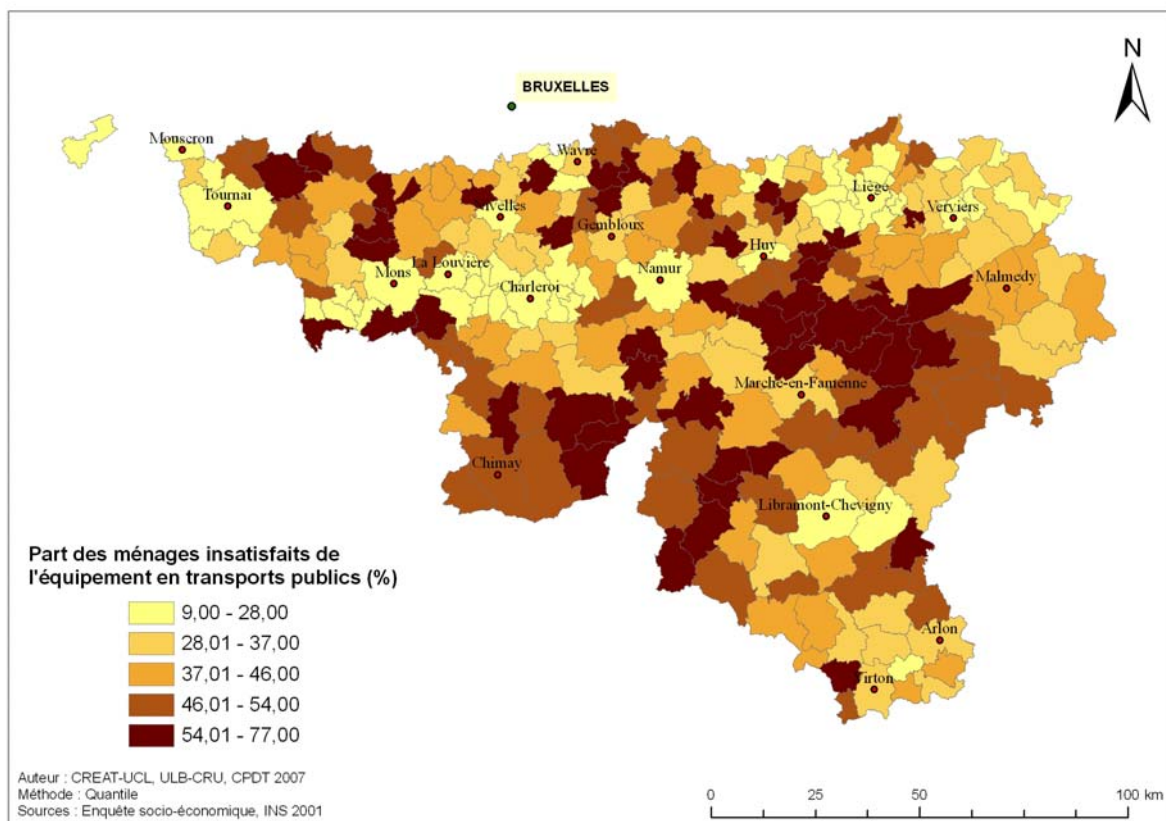 N
BRUXELLES
Mouscron
Wavre
Tournai
Liège
Nivelles
Verviers
Gembloux
Huy
La Louvière
Mons
Namur
Malmedy
Charleroi
Marche-en-Famenne
Chimay
Libramont-Chevigny
Arlon
Virton
Part des ménages insatisfaits de
l'équipement en transports publics (%)
9,00 - 28,00
28,01 - 37,00
37,01 - 46,00
46,01 - 54,00
54,01 - 77,00
Auteur : CREAT-UCL, ULB-CRU, CPDT 2007
Méthode : Quantile
Sources : Enquête socio-économique, INS 2001
0 25 50 100 km